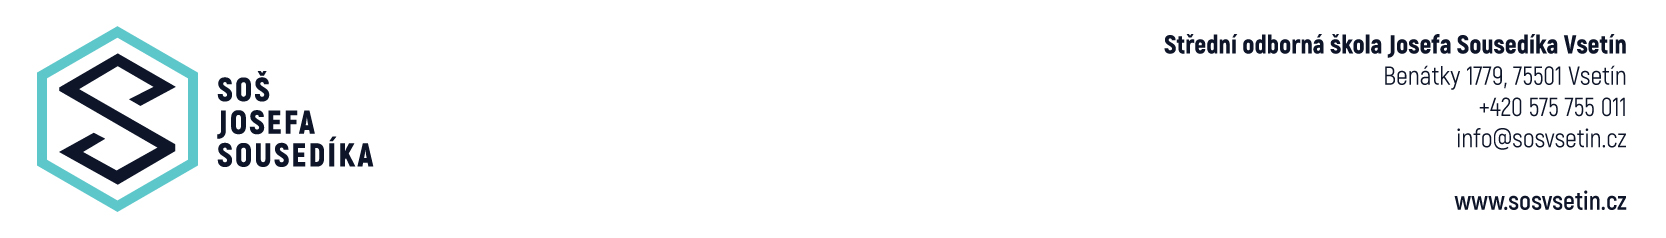 SOŠ
JOSEFA
SOUSEDÍKA
Střední odborná škola Josefa Sousedíka Vsetín
Benátky 1779, 75501 Vsetín
+420 575 755 011
info@sosvsetin.cz
www.sosvsetin.cz